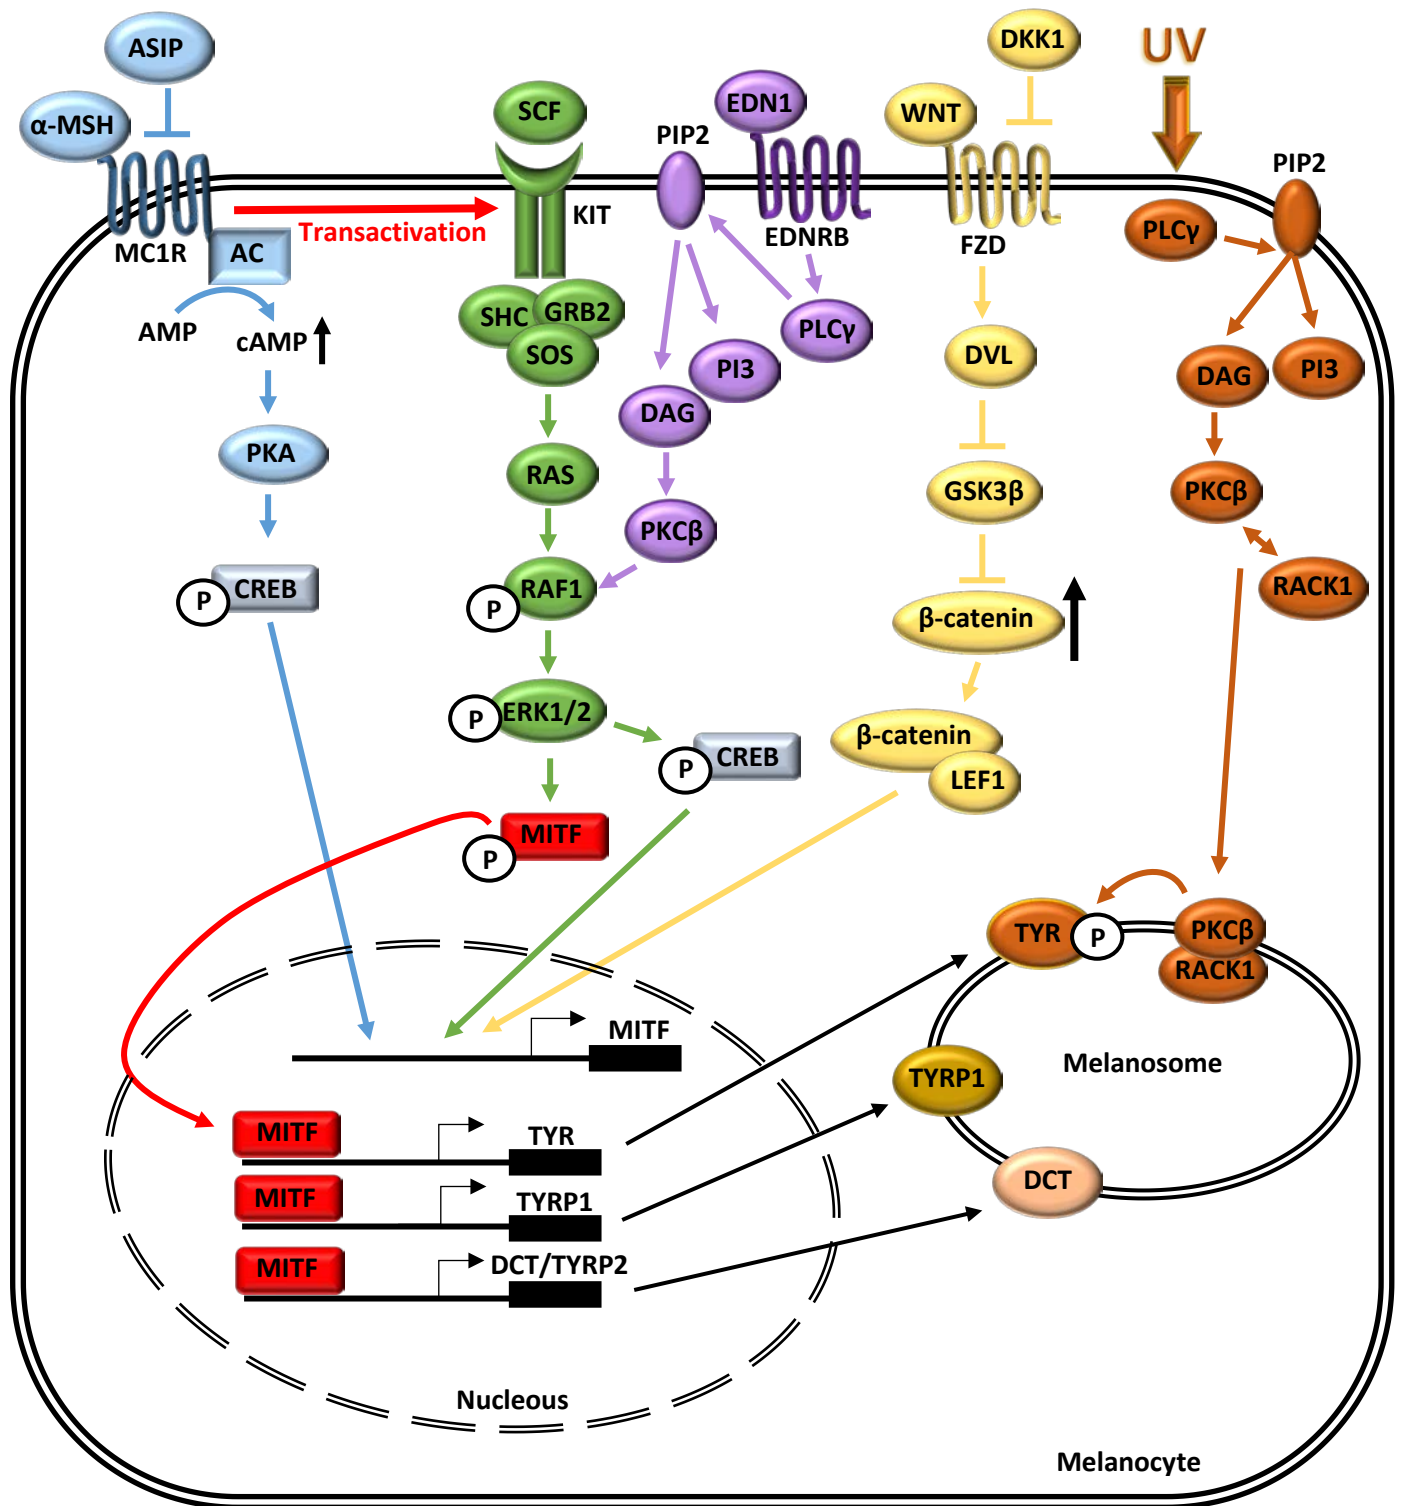 ASIP
DKK1
UV
α-MSH
SCF
EDN1
WNT
PIP2
PIP2
KIT
Transactivation
MC1R
AC
EDNRB
FZD
PLCγ
AMP
cAMP
SHC
GRB2
SOS
PLCγ
DVL
PI3
DAG
PI3
DAG
PKA
RAS
GSK3β
PKCβ
PKCβ
P
CREB
P
RAF1
β-catenin
RACK1
P
ERK1/2
P
CREB
β-catenin
LEF1
P
MITF
TYR
P
PKCβ
RACK1
MITF
Melanosome
TYRP1
MITF
TYR
MITF
TYRP1
DCT
MITF
DCT/TYRP2
Nucleous
Melanocyte